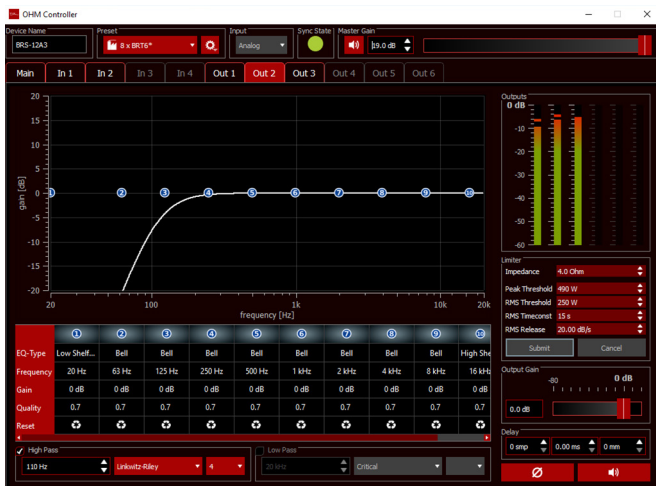 OHM Controller
Device Name Preset Input Sync State Master Gain
BRS-12A3 8 x BRT6* Analog 19.0 dB
Main In 1 In 2 In 3 In 4 Out 1 Out 2 Out 3 Out 4 Out 5 Out 6
20
15
10
5
0
-5
-10
-15
-20
gain [dB]
1 2 3 4 5 6 7 8 9 10
20 100 1k 10k 20k
frequency [Hz]
1 2 3 4 5 6 7 8 9 10
EQ-Type Low Shelf... Bell Bell Bell Bell Bell Bell Bell Bell High She
Frequency 20 Hz 63 Hz 125 Hz 250 Hz 500 Hz 1 kHz 2 kHz 4 kHz 8 kHz 16 kHz
Gain 0 dB 0 dB 0 dB 0 dB 0 dB 0 dB 0 dB 0 dB 0 dB 0 dB
Quality 0.7 0.7 0.7 0.7 0.7 0.7 0.7 0.7 0.7 0.7
Reset
High Pass
110 Hz Linkwitz-Riley 4
Low Pass
20 kHz Critical
Outputs
0 dB
-10
-20
-30
-40
-50
-60
Limiter
Impedance 4.0 Ohm
Peak Threshold 490 W
RMS Threshold 250 W
RMS Timeconst 15 s
RMS Release 20.00 dB/s
Submit Cancel
Output Gain
-80 0 dB
0.0 dB
Delay
0 smp 0.00 ms 0 mm